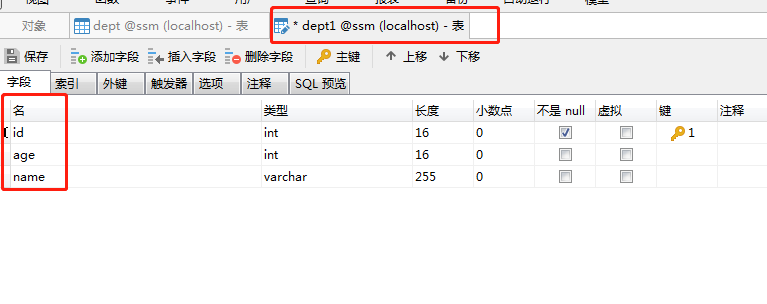 对象 dept @ssm (localhost) - 表 * dept1 @ssm (localhost) - 表
保存 添加字段 插入字段 删除字段 主键 上移 下移
字段 索引 外键 触发器 选项 注释 SQL 预览
名 类型 长度 小数点 不是 null 虚拟 键 注释
id int 16 0 1
age int 16 0
name varchar 255 0